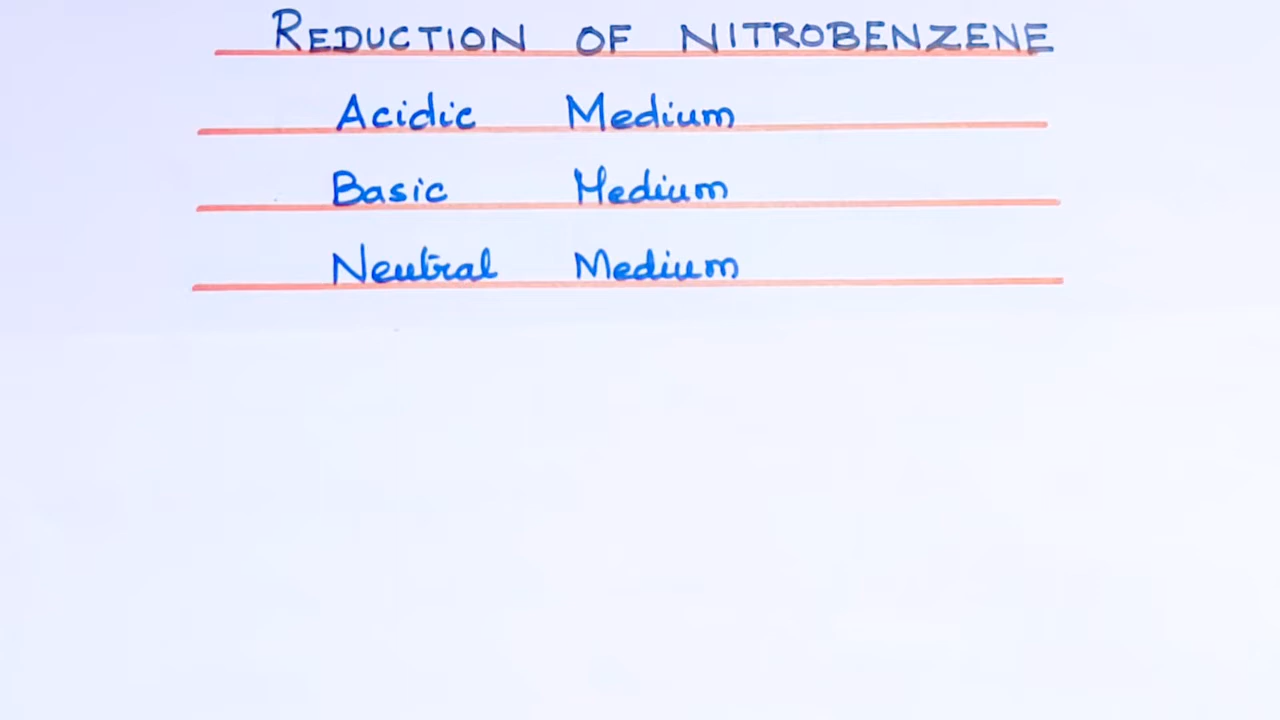 REDUCTION OF NITROBENZENE
Acidic Medium
Basic Medium
Neutral Medium